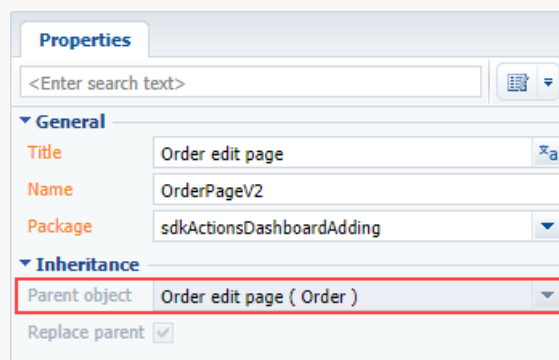 Properties
<Enter search text>
General
Title Order edit page
Name OrderPageV2
Package sdkActionsDashboardAdding
Inheritance
Parent object Order edit page ( Order )
Replace parent